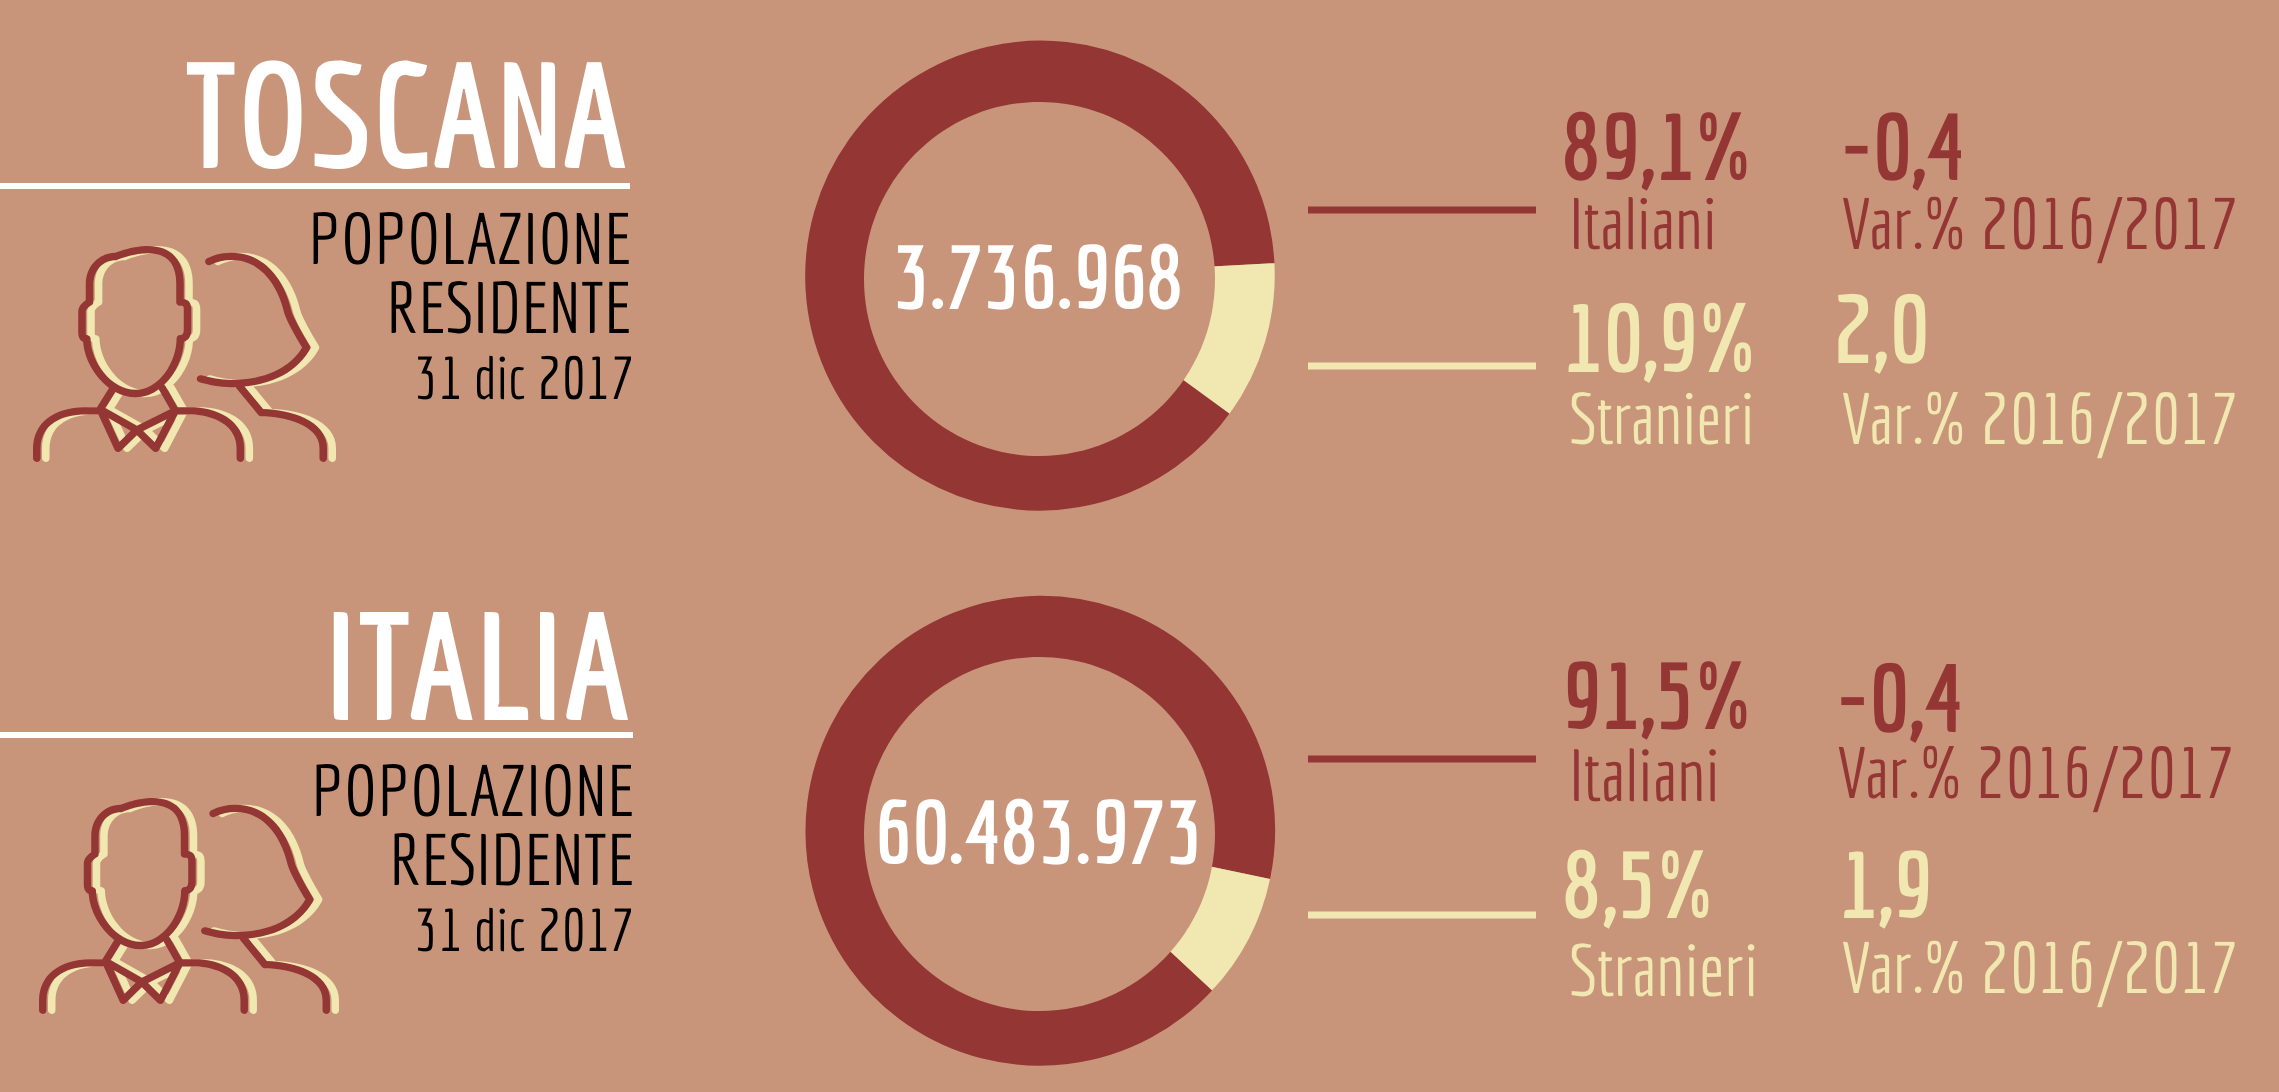 TOSCANA
POPOLAZIONE
RESIDENTE
31 dic 2017
3.736.968
89,1%
Italiani
-0,4
Var.% 2016/2017
10,9%
Stranieri
2,0
Var.% 2016/2017
ITALIA
POPOLAZIONE
RESIDENTE
31 dic 2017
60.483.973
91,5%
Italiani
-0,4
Var.% 2016/2017
8,5%
Stranieri
1,9
Var.% 2016/2017